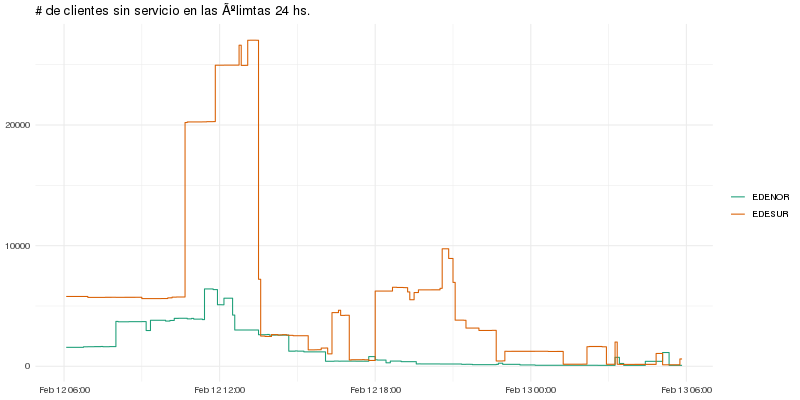 # de clientes sin servicio en las Ãºlimtas 24 hs.
20000
10000
0
Feb 12 06:00
Feb 12 12:00
Feb 12 18:00
Feb 13 00:00
Feb 13 06:00
EDENOR
EDESUR